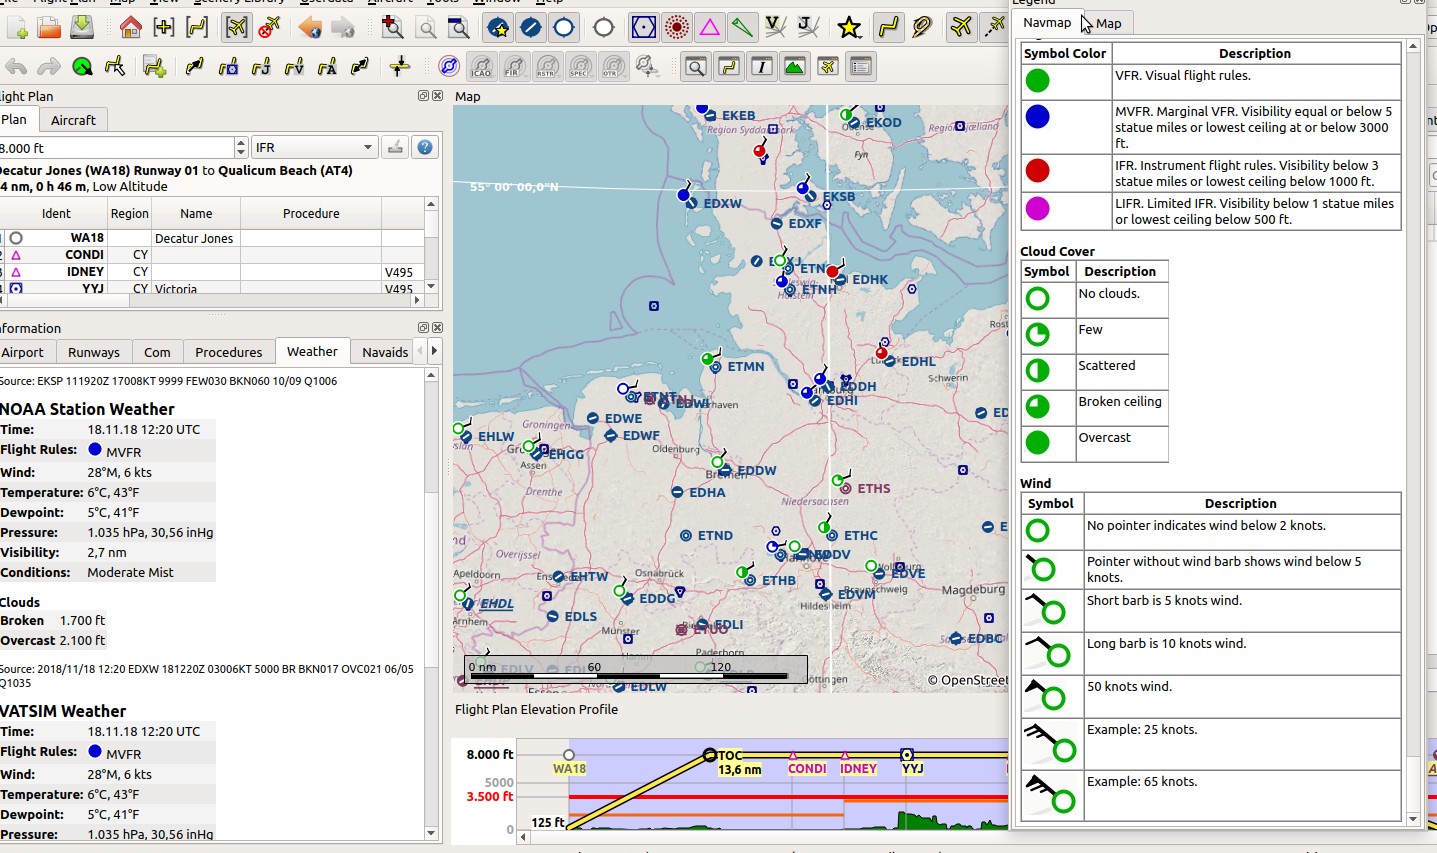 Flight Plan
Plan
Aircraft
8.000 ft
IFR
Decatur Jones (WA18) Runway 01 to Qualicum Beach (AT4)
4 nm, 0 h 46 m, Low Altitude
Ident Region Name Procedure
WA18 Decatur Jones
CONDI CY
IDNEY CY V495
YYJ CY Victoria V495
Information
Airport Runways Com Procedures Weather Navaids
Source: EKSP 111920Z 17008KT 9999 FEW030 BKN060 10/09 Q1006
NOAA Station Weather
Time: 18.11.18 12:20 UTC
Flight Rules: MVFR
Wind: 28°M, 6 kts
Temperature: 6°C, 43°F
Dewpoint: 5°C, 41°F
Pressure: 1.035 hPa, 30,56 inHg
Visibility: 2,7 nm
Conditions: Moderate Mist
Clouds
Broken 1.700 ft
Overcast 2.100 ft
Source: 2018/11/18 12:20 EDXW 181220Z 03006KT 5000 BR BKN017 OVC021 06/05
Q1035
VATSIM Weather
Time: 18.11.18 12:20 UTC
Flight Rules: MVFR
Wind: 28°M, 6 kts
Temperature: 6°C, 43°F
Dewpoint: 5°C, 41°F
Pressure: 1.035 hPa, 30,56 inHg
ICAO
FIR
RSTR
SPEC
OTR
Map
EKEB
EKOD
Fyn
55° 00' 00,0"N
EDXW
EKSB
EDXF
EDHK
ETNH
Holstein
ETMN
EDHL
Schwerin
EDDH
EDHI
ETNT
EDWI
EDWE
EDWF
Groningen
EHLW
EHGG
Assen
Oldenburg
Bremen
EDDW
Drenthe
EDHA
ETHS
Niedersachsen
ETND
ETHC
EDDV
Overijssel
Apeldoorn
EHTW
Osnabrück
ETHB
EDVE
Braunschweig
Magdeburg
EHDL
EDDG
EDVM
Hildesheim
Arnhem
EDLS
Münster
EDLI
ETUO
EDBC
Paderborn
EDLV
EDLW
Göttingen
0 nm 60 120
© OpenStreet
Flight Plan Elevation Profile
8.000 ft
5000
3.500 ft
0
125 ft
WA18
TOC
13,6 nm
CONDI
IDNEY
YYJ
Legend
Navmap
Map
Symbol Color Description
VFR. Visual flight rules.
MVFR. Marginal VFR. Visibility equal or below 5
statue miles or lowest ceiling at or below 3000
ft.
IFR. Instrument flight rules. Visibility below 3
statue miles or lowest ceiling below 1000 ft.
LIFR. Limited IFR. Visibility below 1 statue miles
or lowest ceiling below 500 ft.
Cloud Cover
Symbol Description
No clouds.
Few
Scattered
Broken ceiling
Overcast
Wind
Symbol Description
No pointer indicates wind below 2 knots.
Pointer without wind barb shows wind below 5
knots.
Short barb is 5 knots wind.
Long barb is 10 knots wind.
50 knots wind.
Example: 25 knots.
Example: 65 knots.